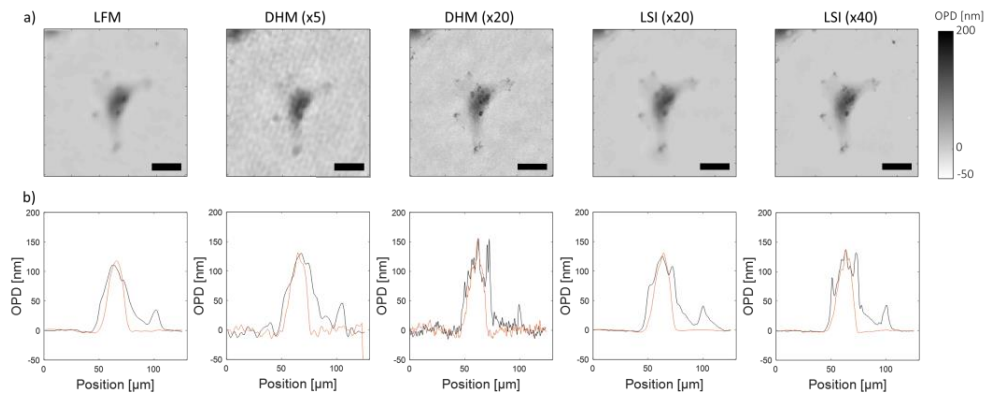 a) LFM DHM (x5) DHM (x20) LSI (x20) LSI (x40) OPD [nm]
200
0
-50
b)
200 200 200 200 200
150 150 150 150 150
100 100 100 100 100
50 50 50 50 50
0 0 0 0 0
-50 -50 -50 -50 -50
0 50 100 0 50 100 0 50 100 0 50 100 0 50 100
OPD [nm] OPD [nm] OPD [nm] OPD [nm] OPD [nm]
Position [µm] Position [µm] Position [µm] Position [µm] Position [µm]